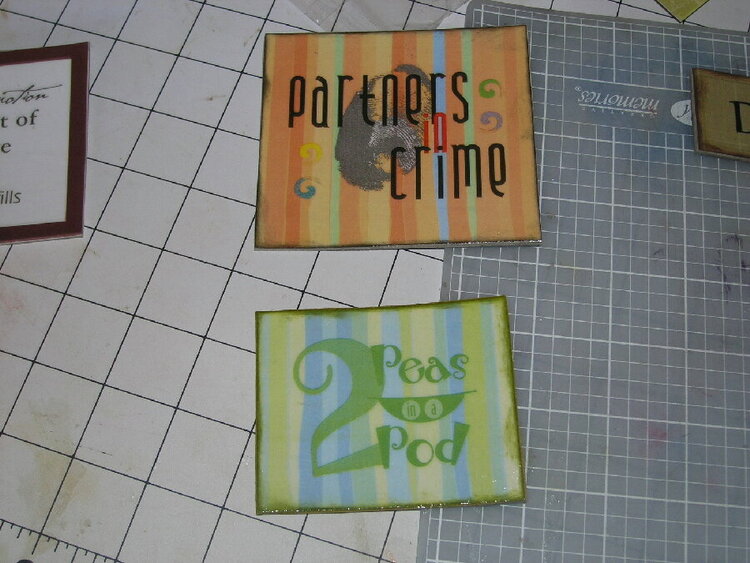 partners
in
crime
2 Peas
in a
Pod
t of
e
ills
memories